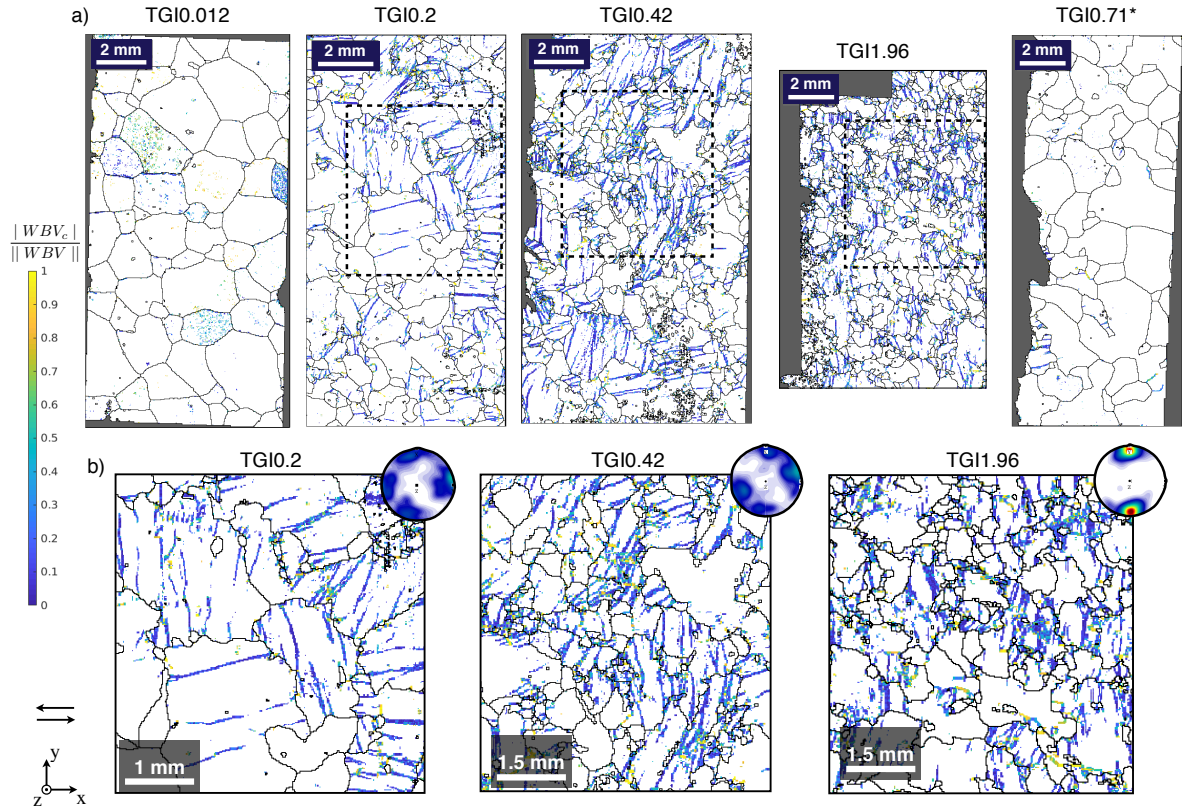 a)
TGI0.012
TGI0.2
TGI0.42
TGI1.96
TGI0.71*
2 mm
2 mm
2 mm
2 mm
2 mm
| WBVc |
|| WBV ||
1
0.9
0.8
0.7
0.6
0.5
0.4
0.3
0.2
0.1
0
b)
TGI0.2
TGI0.42
TGI1.96
1 mm
1.5 mm
1.5 mm
y
z
x